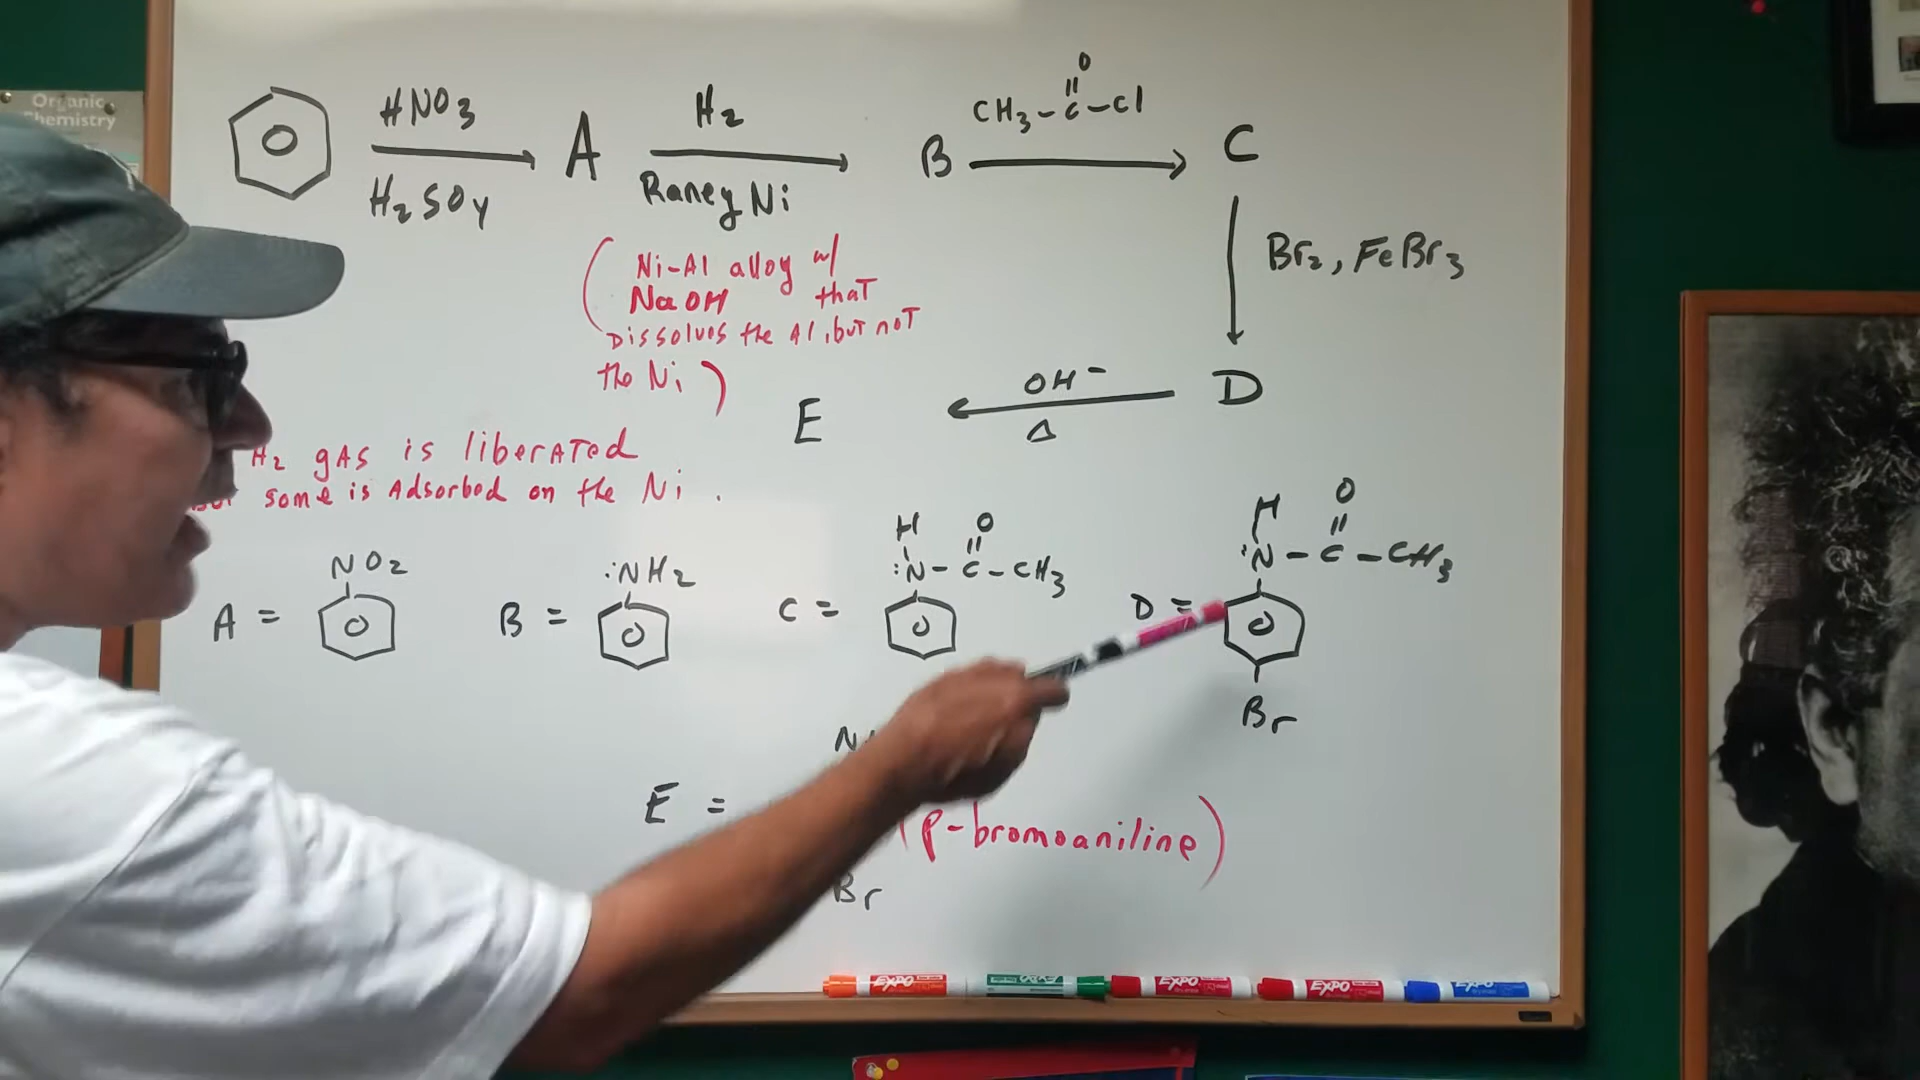 Organic
Chemistry
HNO3
H2SO4
A
H2
Raney Ni
B
CH3-C-Cl
O
C
(Ni-Al alloy w/
NaOH that
Dissolves the Al, but not
the Ni)
Br2, FeBr3
D
OH-
Δ
E
H2 gAS is liberated
some is Adsorbed on the Ni.
A =
NO2
B =
:NH2
C =
H O
:N-C-CH3
D =
H O
:N-C-CH3
Br
E =
N
(p-bromoaniline)
Br
EXPO
EXPO
EXPO
EXPO